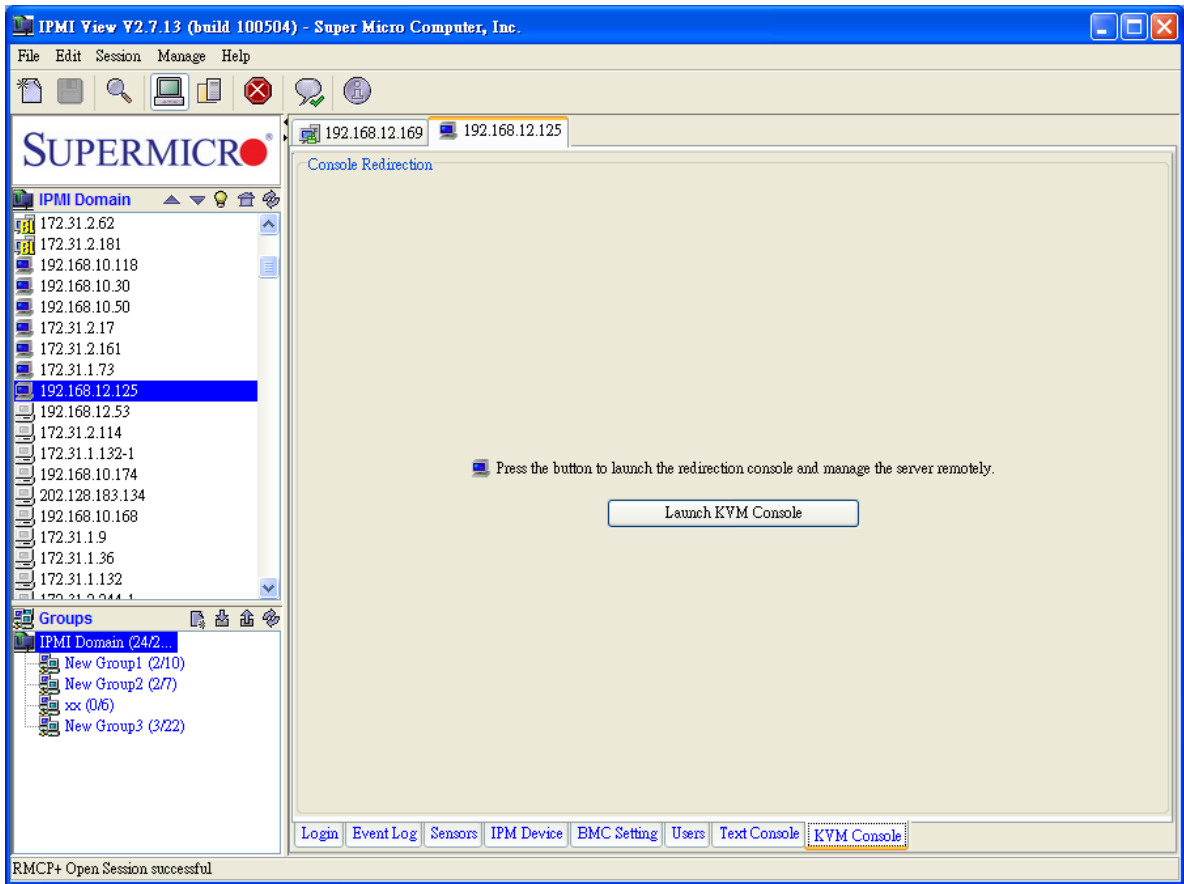 IPMI View V2.7.13 (build 100504) - Super Micro Computer, Inc.
File Edit Session Manage Help
SUPERMICRO
IPMI Domain
172.31.2.62
172.31.2.181
192.168.10.118
192.168.10.30
192.168.10.50
172.31.2.17
172.31.2.161
172.31.1.73
192.168.12.125
192.168.12.53
172.31.2.114
172.31.1.132-1
192.168.10.174
202.128.183.134
192.168.10.168
172.31.1.9
172.31.1.36
172.31.1.132
172.31.2.244-1
Groups
IPMI Domain (24/2...
New Group1 (2/10)
New Group2 (2/7)
xx (0/6)
New Group3 (3/22)
192.168.12.169 192.168.12.125
Console Redirection
Press the button to launch the redirection console and manage the server remotely.
Launch KVM Console
Login Event Log Sensors IPM Device BMC Setting Users Text Console KVM Console
RMCP+ Open Session successful